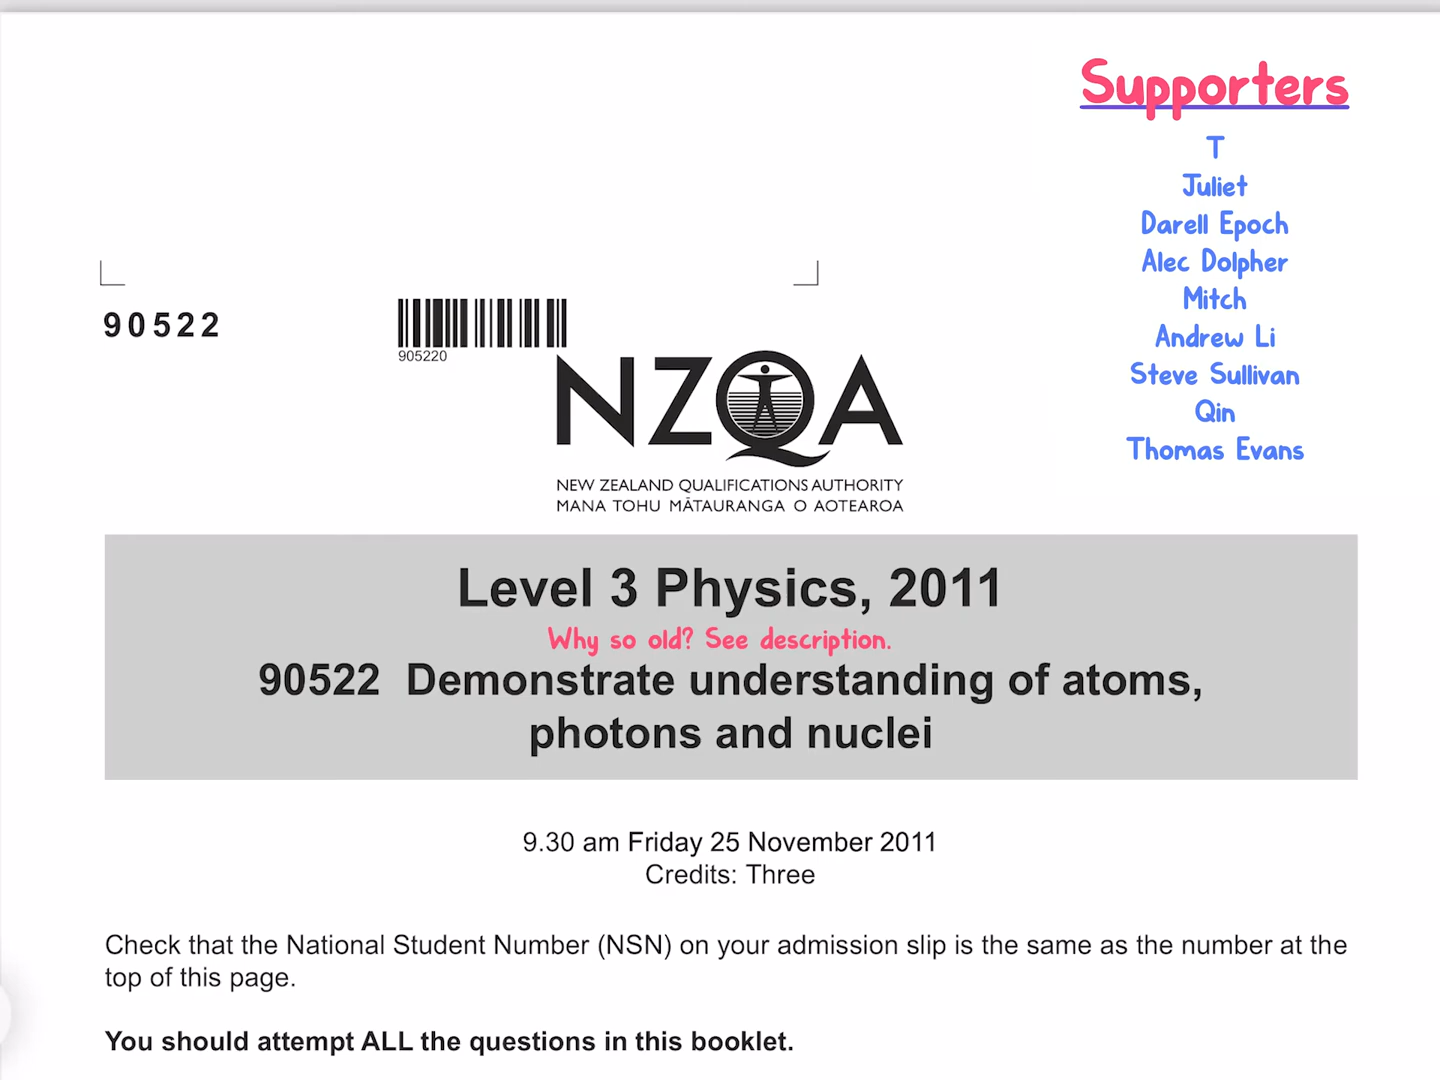 Supporters
T
Juliet
Darell Epoch
Alec Dolpher
Mitch
Andrew Li
Steve Sullivan
Qin
Thomas Evans
90522
905220
NZQA
NEW ZEALAND QUALIFICATIONS AUTHORITY
MANA TOHU MĀTAURANGA O AOTEAROA
Level 3 Physics, 2011
Why so old? See description.
90522 Demonstrate understanding of atoms,
photons and nuclei
9.30 am Friday 25 November 2011
Credits: Three
Check that the National Student Number (NSN) on your admission slip is the same as the number at the
top of this page.
You should attempt ALL the questions in this booklet.